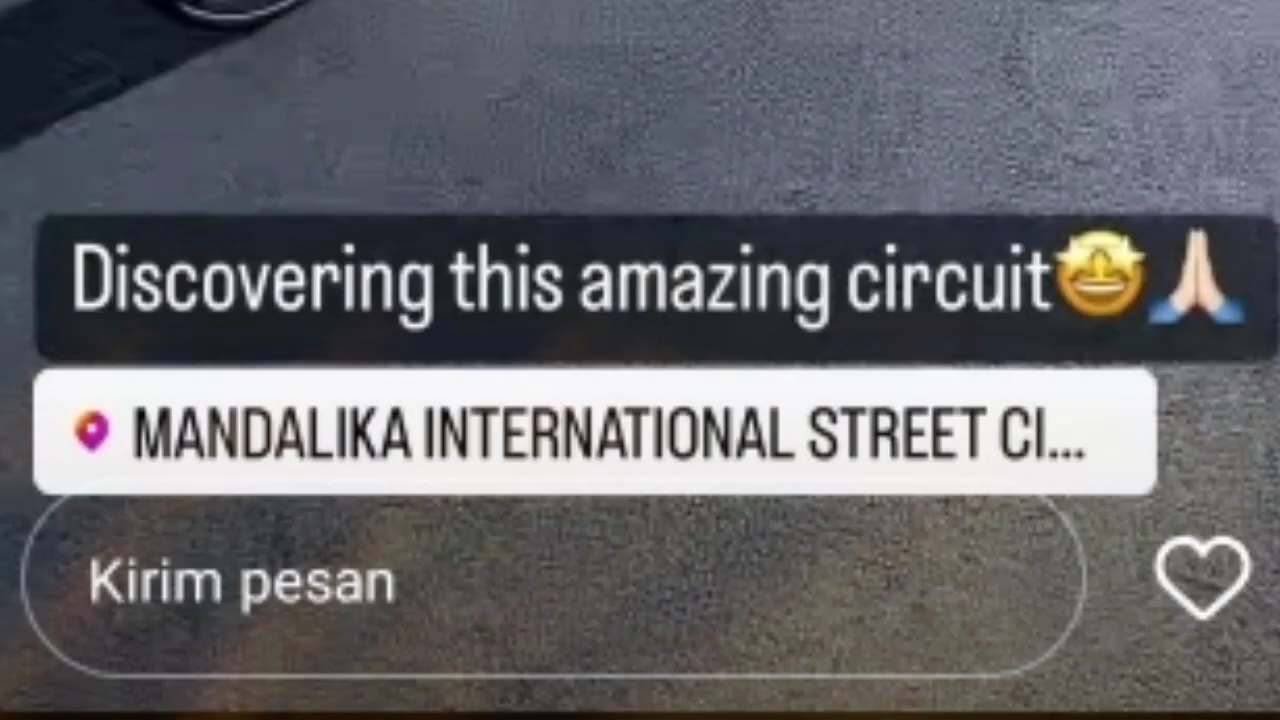 Discovering this amazing circuit🤩🙏🏻
MANDALIKA INTERNATIONAL STREET CI...
Kirim pesan